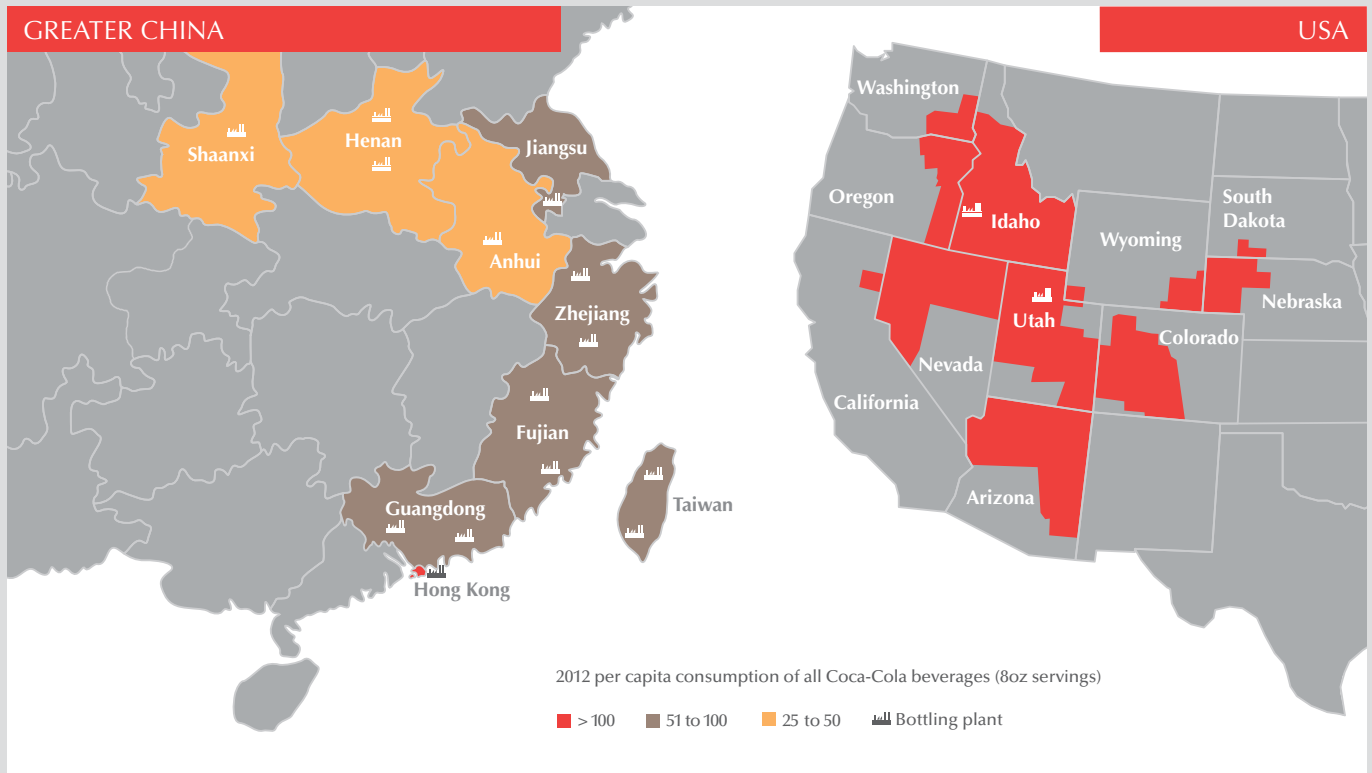 GREATER CHINA
USA
Shaanxi
Henan
Jiangsu
Anhui
Zhejiang
Fujian
Guangdong
Taiwan
Hong Kong
Washington
Oregon
Idaho
Wyoming
South
Dakota
Nebraska
Utah
Colorado
Nevada
California
Arizona
2012 per capita consumption of all Coca-Cola beverages (8oz servings)
> 100 51 to 100 25 to 50 Bottling plant